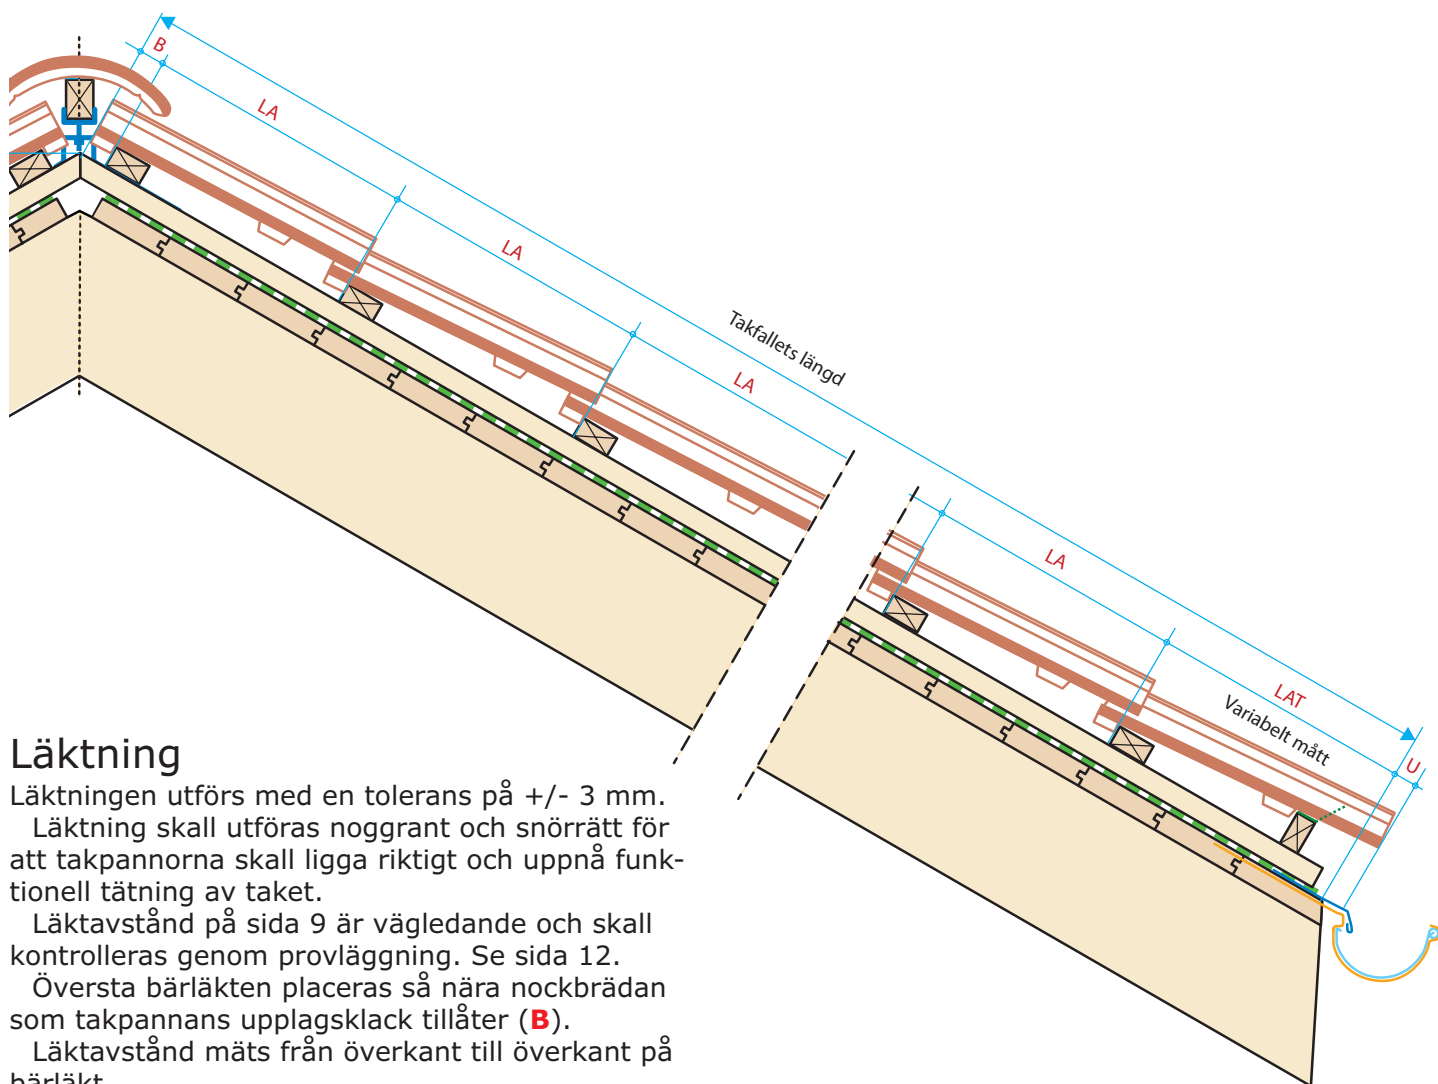 B
LA
LA
LA
Takfallets längd
LA
LAT
Variabelt mått
U
Läktning
Läktningen utförs med en tolerans på +/- 3 mm.
Läktning skall utföras noggrant och snörrätt för
att takpannorna skall ligga riktigt och uppnå funk-
tionell tätning av taket.
Läktavstånd på sida 9 är vägledande och skall
kontrolleras genom provläggning. Se sida 12.
Översta bärläkten placeras så nära nockbrädan
som takpannans upplagsklack tillåter (B).
Läktavstånd mäts från överkant till överkant på
bärläkt.